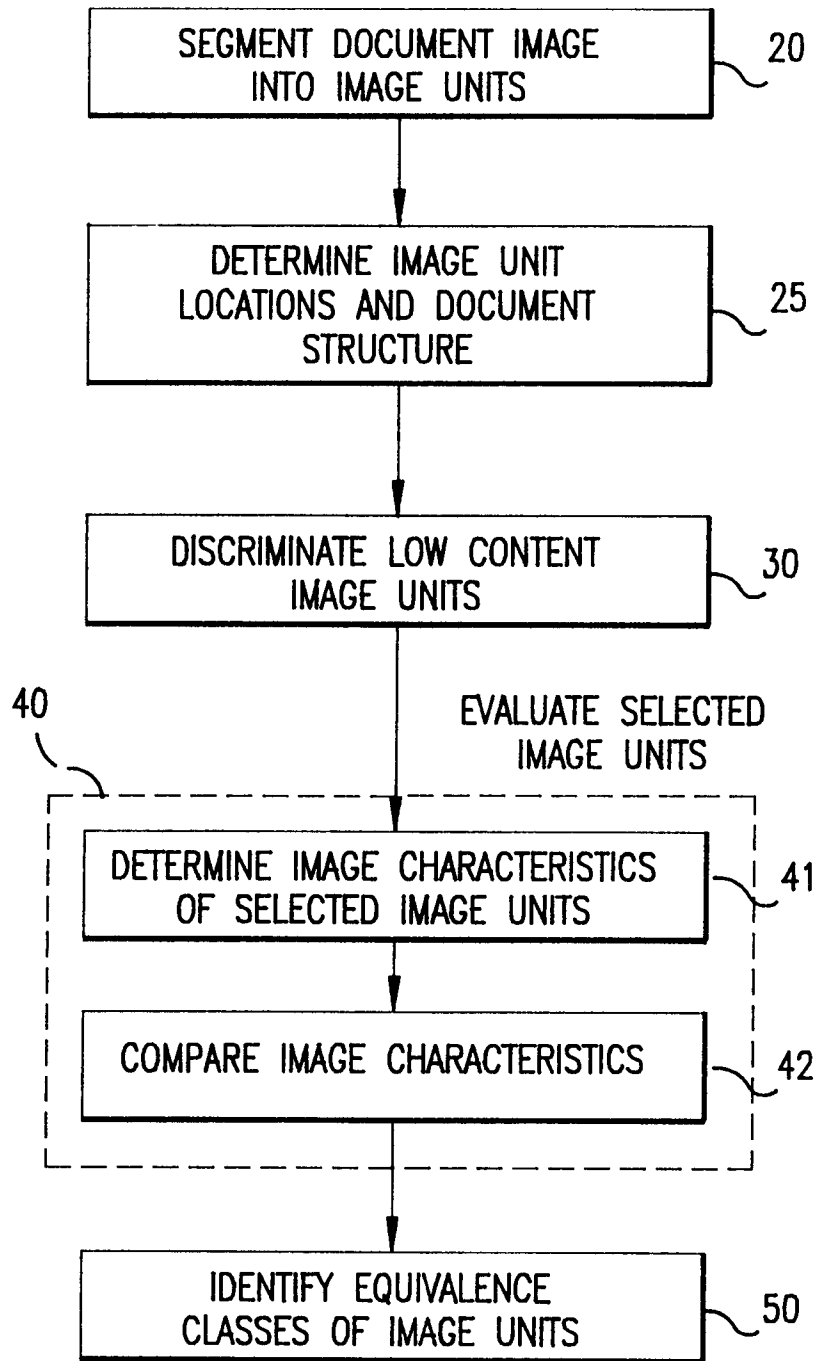 SEGMENT DOCUMENT IMAGE
INTO IMAGE UNITS
20
DETERMINE IMAGE UNIT
LOCATIONS AND DOCUMENT
STRUCTURE
25
DISCRIMINATE LOW CONTENT
IMAGE UNITS
30
EVALUATE SELECTED
IMAGE UNITS
40
DETERMINE IMAGE CHARACTERISTICS
OF SELECTED IMAGE UNITS
41
COMPARE IMAGE CHARACTERISTICS
42
IDENTIFY EQUIVALENCE
CLASSES OF IMAGE UNITS
50